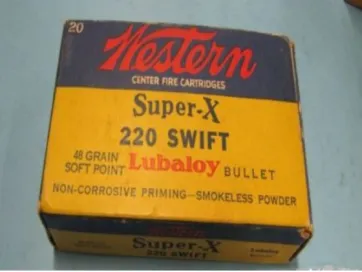 20
Western
CENTER FIRE CARTRIDGES
Super-X
220 SWIFT
48 GRAIN
SOFT POINT Lubaloy BULLET
NON-CORROSIVE PRIMING—SMOKELESS POWDER
Super-X Lubaloy
220 SWIFT